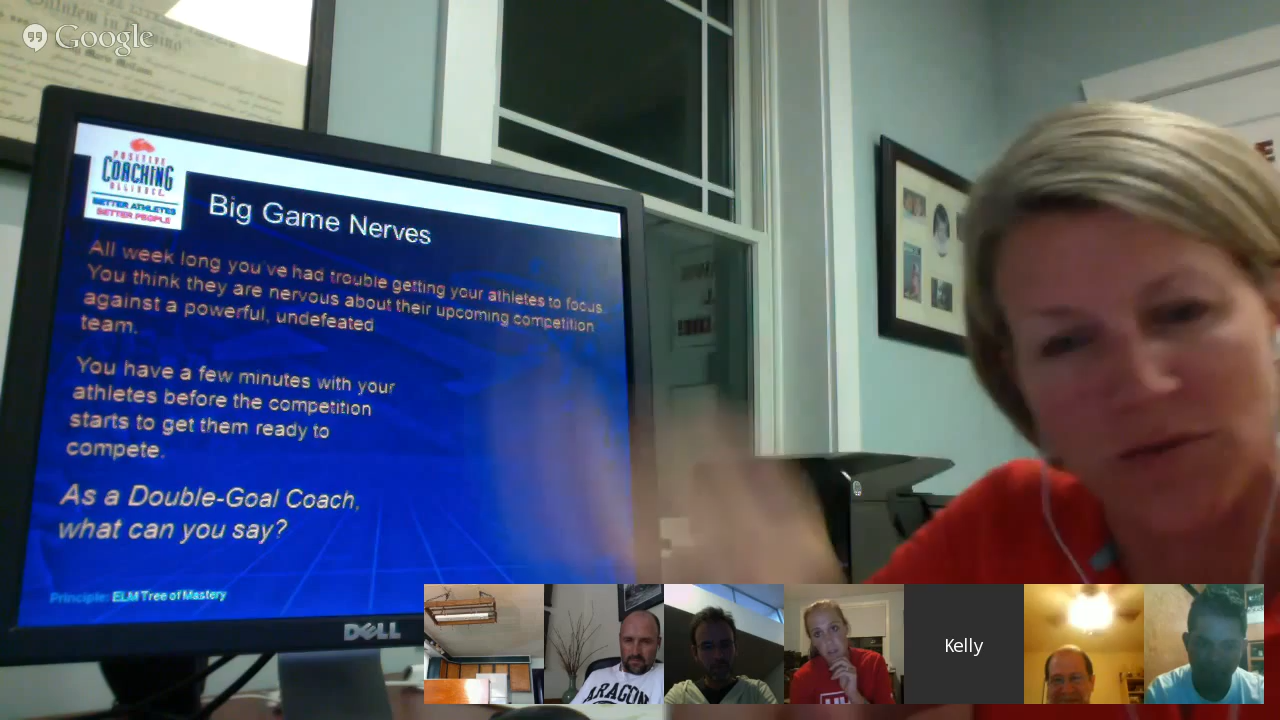 Google
POSITIVE
COACHING
ALLIANCE
BETTER ATHLETES
BETTER PEOPLE
Big Game Nerves
All week long you've had trouble getting your athletes to focus.
You think they are nervous about their upcoming competition
against a powerful, undefeated
team.
You have a few minutes with your
athletes before the competition
starts to get them ready to
compete.
As a Double-Goal Coach,
what can you say?
Principle: ELM Tree of Mastery
DELL
ARAGON
Kelly